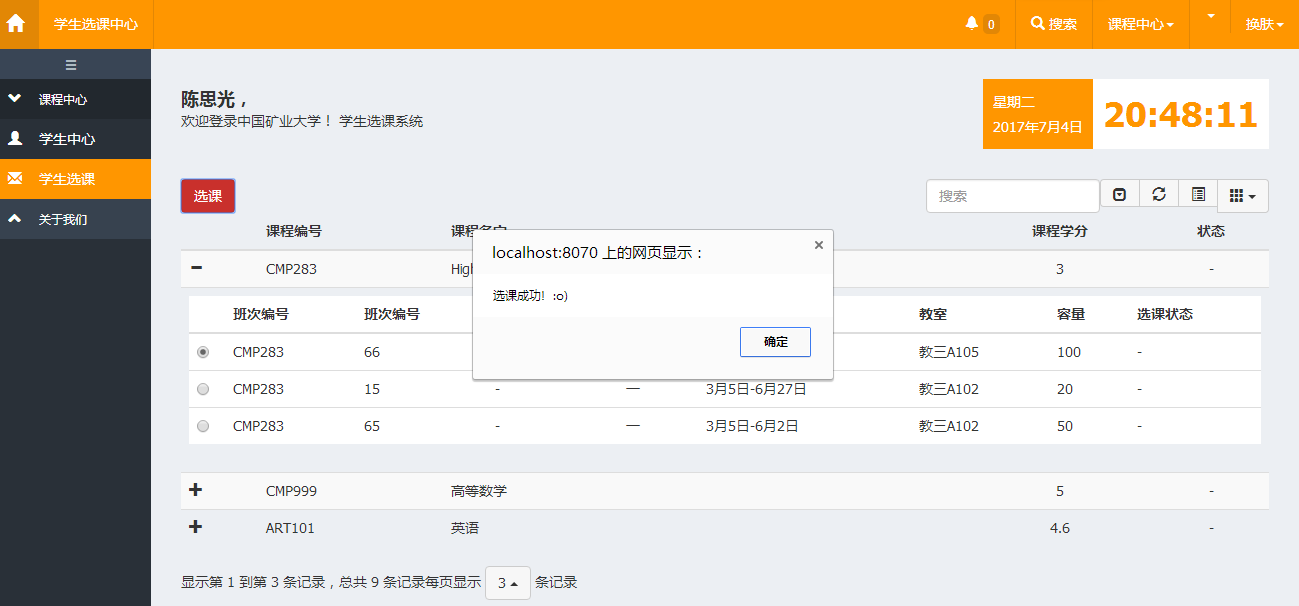 学生选课中心 0 搜索 课程中心 换肤
课程中心
学生中心
学生选课
关于我们
陈思光，
欢迎登录中国矿业大学！ 学生选课系统
星期二
2017年7月4日
20:48:11
选课 搜索
课程编号 课程 课程学分 状态
localhost:8070 上的网页显示：
选课成功! :o)
确定
CMP283 High 3 -
班次编号 班次编号 教室 容量 选课状态
CMP283 66 教三A105 100 -
CMP283 15 - — 3月5日-6月27日 教三A102 20 -
CMP283 65 - — 3月5日-6月2日 教三A102 50 -
CMP999 高等数学 5 -
ART101 英语 4.6 -
显示第 1 到第 3 条记录，总共 9 条记录每页显示 3 条记录